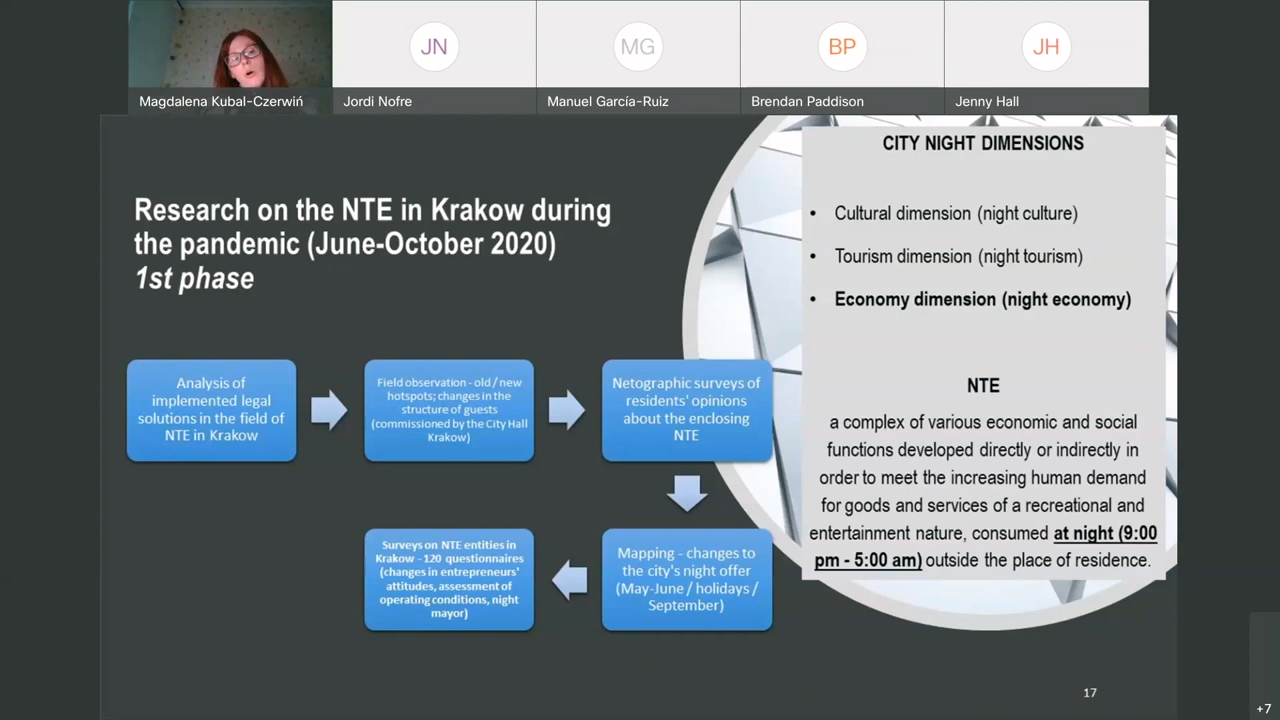 JN
MG
BP
JH
Magdalena Kubal-Czerwiń
Jordi Nofre
Manuel García-Ruiz
Brendan Paddison
Jenny Hall
Research on the NTE in Krakow during
the pandemic (June-October 2020)
1st phase
Analysis of
implemented legal
solutions in the field of
NTE in Krakow
Field observation - old / new
hotspots; changes in the
structure of guests
(commissioned by the City Hall
Krakow)
Netographic surveys of
residents' opinions
about the enclosing
NTE
Mapping - changes to
the city's night offer
(May-June / holidays /
September)
Surveys on NTE entities in
Krakow - 120 questionnaires
(changes in entrepreneurs'
attitudes, assessment of
operating conditions, night
mayor)
CITY NIGHT DIMENSIONS
• Cultural dimension (night culture)
• Tourism dimension (night tourism)
• Economy dimension (night economy)
NTE
a complex of various economic and social
functions developed directly or indirectly in
order to meet the increasing human demand
for goods and services of a recreational and
entertainment nature, consumed at night (9:00
pm - 5:00 am) outside the place of residence.
17
+7